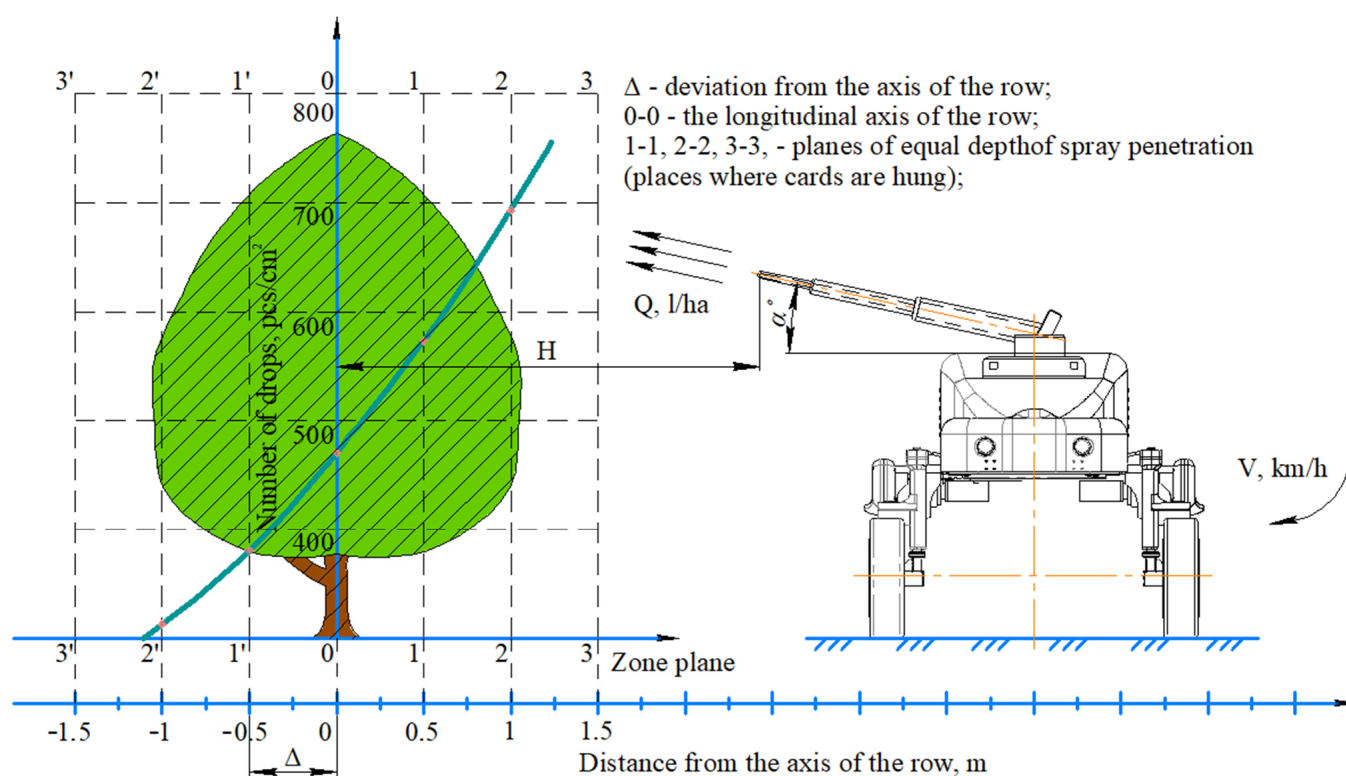 3' 2' 1' 0 1 2 3
Δ - deviation from the axis of the row;
0-0 - the longitudinal axis of the row;
1-1, 2-2, 3-3, - planes of equal depthof spray penetration
(places where cards are hung);
800
700
600
500
400
Number of drops, pcs/cm²
Q, l/ha
α°
H
V, km/h
3' 2' 1' 0 1 2 3
Zone plane
-1.5 -1 -0.5 0 0.5 1 1.5
Δ
Distance from the axis of the row, m